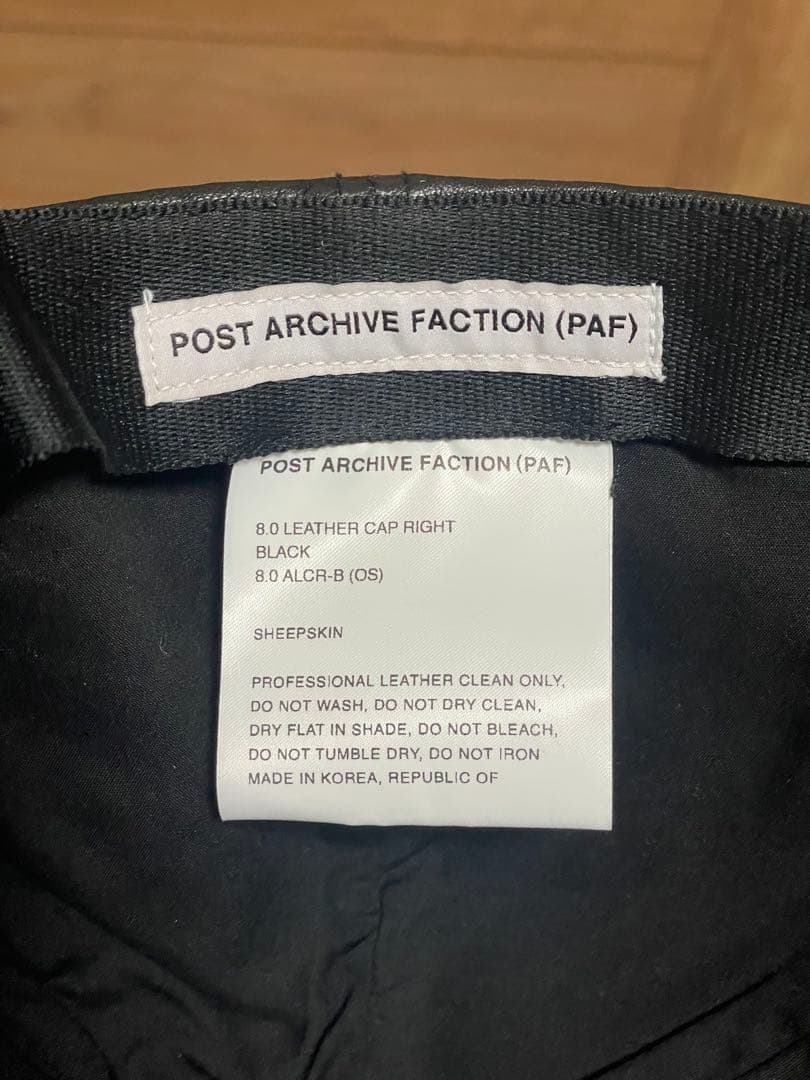 POST ARCHIVE FACTION (PAF)
POST ARCHIVE FACTION (PAF)
8.0 LEATHER CAP RIGHT
BLACK
8.0 ALCR-B (OS)
SHEEPSKIN
PROFESSIONAL LEATHER CLEAN ONLY,
DO NOT WASH, DO NOT DRY CLEAN,
DRY FLAT IN SHADE, DO NOT BLEACH,
DO NOT TUMBLE DRY, DO NOT IRON
MADE IN KOREA, REPUBLIC OF